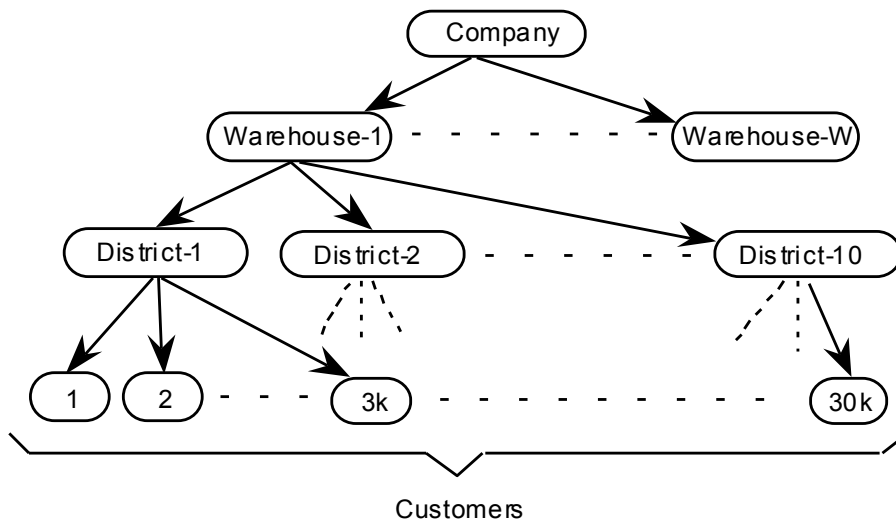 Company
Warehouse-1
Warehouse-W
District-1
District-2
District-10
1
2
3k
30k
Customers